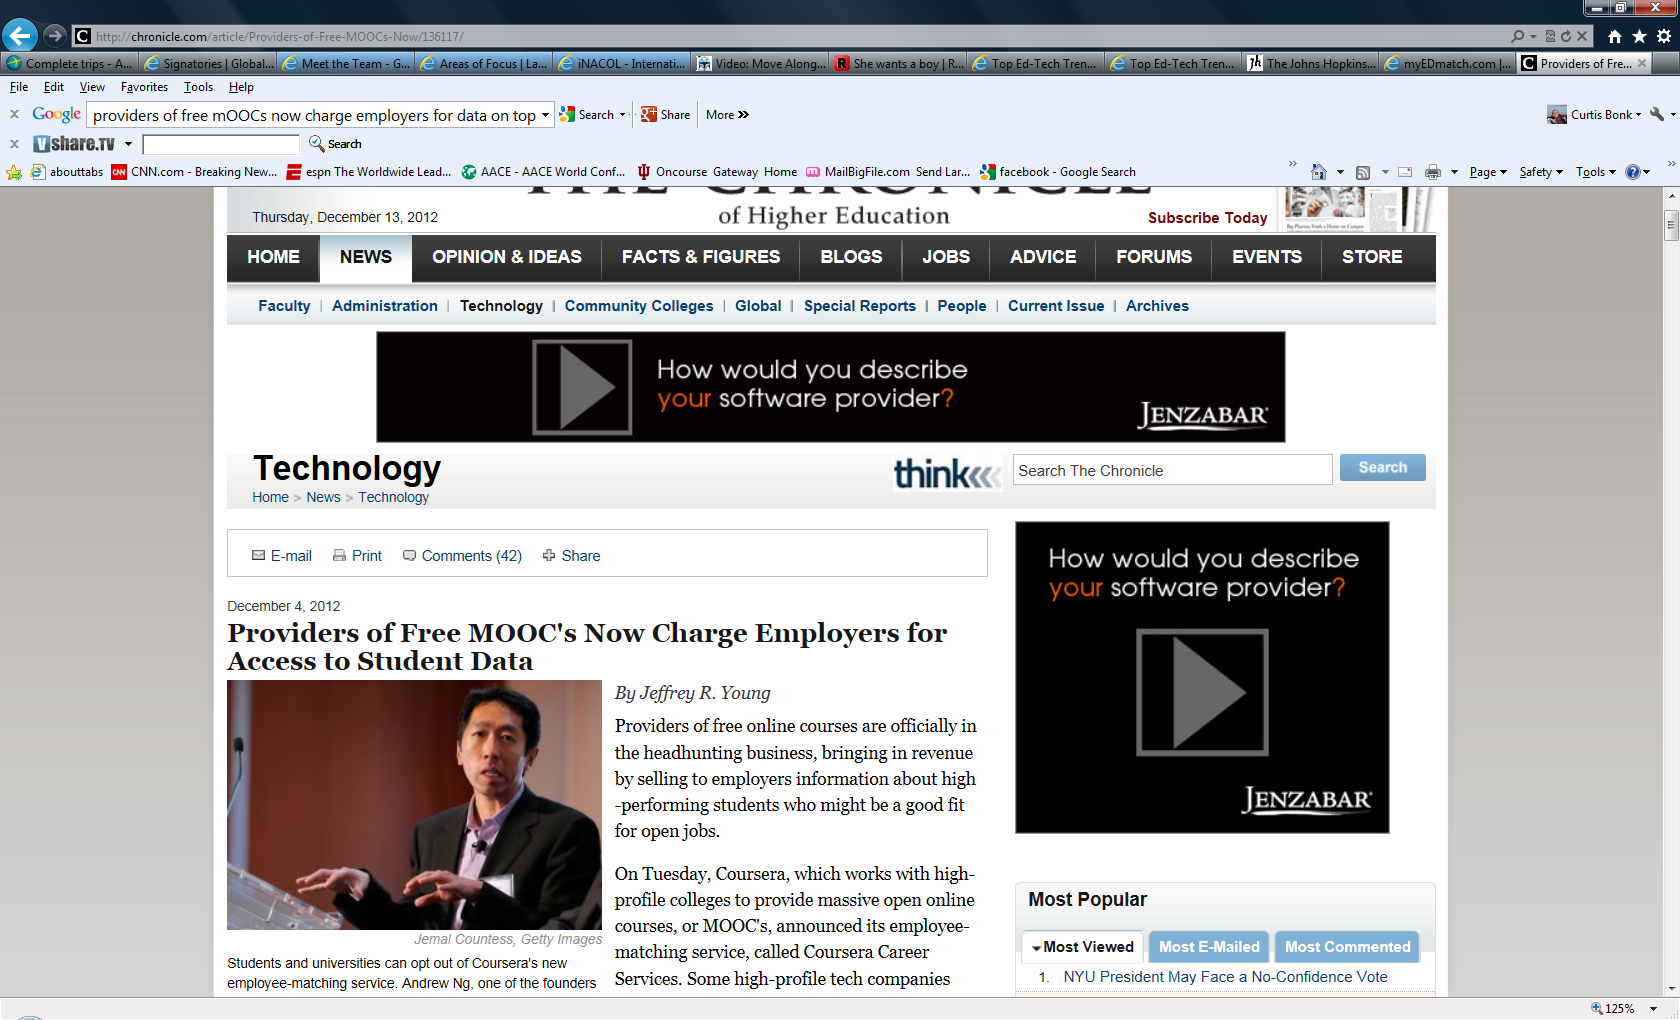 http://chronicle.com/article/Providers-of-Free-MOOCs-Now/136117/
Complete trips - A...
Signatories | Global...
Meet the Team - G...
Areas of Focus | La...
iNACOL - Internati...
Video: Move Along...
She wants a boy | R...
Top Ed-Tech Tren...
Top Ed-Tech Tren...
The Johns Hopkins...
myEDmatch.com |...
Providers of Fre...
File Edit View Favorites Tools Help
x Google providers of free mOOCs now charge employers for data on top Search Share More »
Curtis Bonk
x Vshare.TV Search
abouttabs CNN.com - Breaking New... espn The Worldwide Lead... AACE - AACE World Conf... Oncourse Gateway Home MailBigFile.com Send Lar... facebook - Google Search
Page Safety Tools
THE CHRONICLE
of Higher Education
Thursday, December 13, 2012
Subscribe Today
HOME NEWS OPINION & IDEAS FACTS & FIGURES BLOGS JOBS ADVICE FORUMS EVENTS STORE
Faculty | Administration | Technology | Community Colleges | Global | Special Reports | People | Current Issue | Archives
How would you describe
your software provider?
JENZABAR
Technology
Home > News > Technology
think
Search The Chronicle
Search
E-mail Print Comments (42) Share
How would you describe
your software provider?
JENZABAR
December 4, 2012
Providers of Free MOOC's Now Charge Employers for
Access to Student Data
By Jeffrey R. Young
Providers of free online courses are officially in
the headhunting business, bringing in revenue
by selling to employers information about high
-performing students who might be a good fit
for open jobs.
On Tuesday, Coursera, which works with high-
profile colleges to provide massive open online
courses, or MOOC's, announced its employee-
matching service, called Coursera Career
Services. Some high-profile tech companies
Jemal Countess, Getty Images
Students and universities can opt out of Coursera's new
employee-matching service. Andrew Ng, one of the founders
Most Popular
Most Viewed Most E-Mailed Most Commented
1. NYU President May Face a No-Confidence Vote
125%